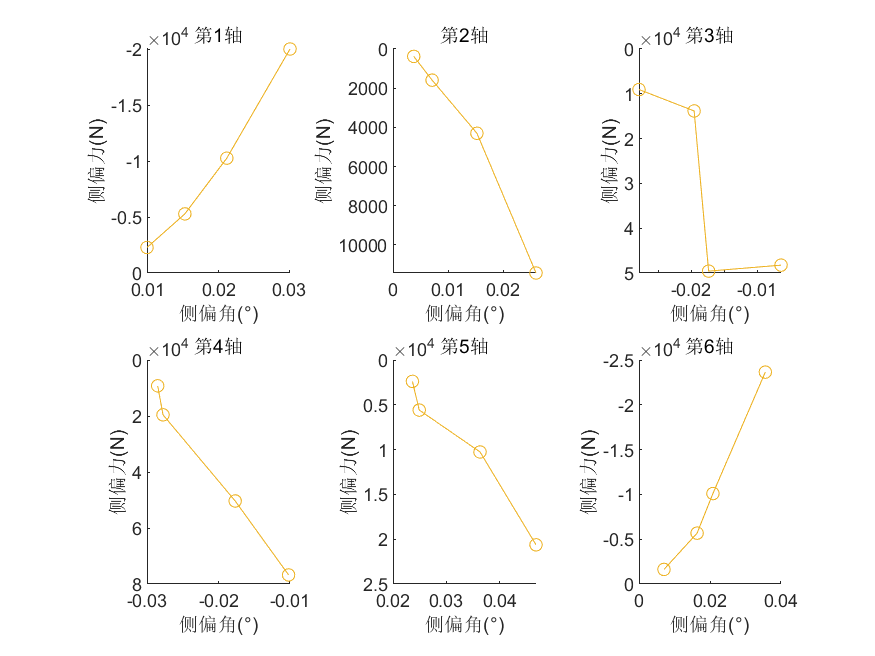 ×10⁴ 第1轴
-2
-1.5
-1
-0.5
0
0.01 0.02 0.03
侧偏力(N)
侧偏角(°)
第2轴
0
2000
4000
6000
8000
10000
0 0.01 0.02
侧偏力(N)
侧偏角(°)
×10⁴ 第3轴
0
1
2
3
4
5
-0.02 -0.01
侧偏力(N)
侧偏角(°)
×10⁴ 第4轴
0
2
4
6
8
-0.03 -0.02 -0.01
侧偏力(N)
侧偏角(°)
×10⁴ 第5轴
0
0.5
1
1.5
2
2.5
0.02 0.03 0.04
侧偏力(N)
侧偏角(°)
×10⁴ 第6轴
-2.5
-2
-1.5
-1
-0.5
0
0 0.02 0.04
侧偏力(N)
侧偏角(°)